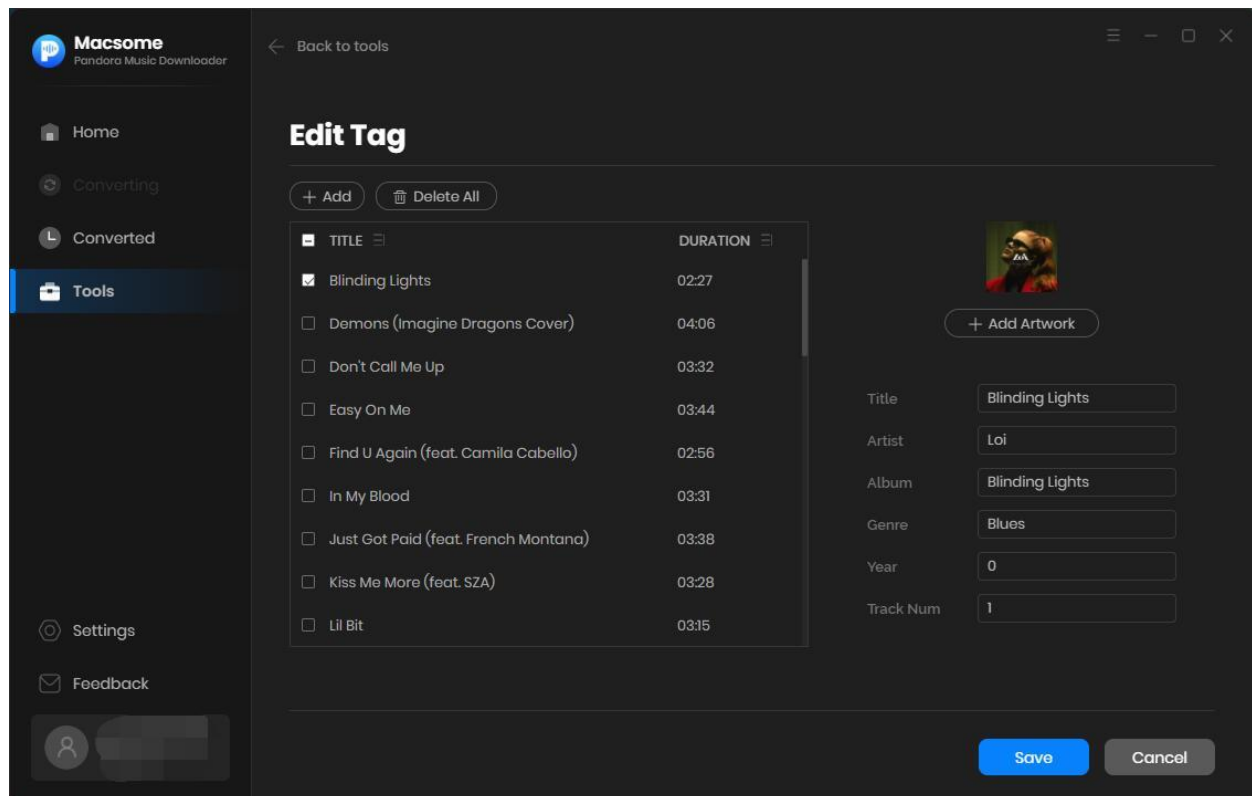 Macsome
Pandora Music Downloader
Back to tools
Home
Converting
Converted
Tools
Settings
Feedback
Edit Tag
+ Add
Delete All
TITLE DURATION
Blinding Lights 02:27
Demons (Imagine Dragons Cover) 04:06
Don't Call Me Up 03:32
Easy On Me 03:44
Find U Again (feat. Camila Cabello) 02:56
In My Blood 03:31
Just Got Paid (feat. French Montana) 03:38
Kiss Me More (feat. SZA) 03:28
Lil Bit 03:15
+ Add Artwork
Title Blinding Lights
Artist Loi
Album Blinding Lights
Genre Blues
Year 0
Track Num 1
Save
Cancel